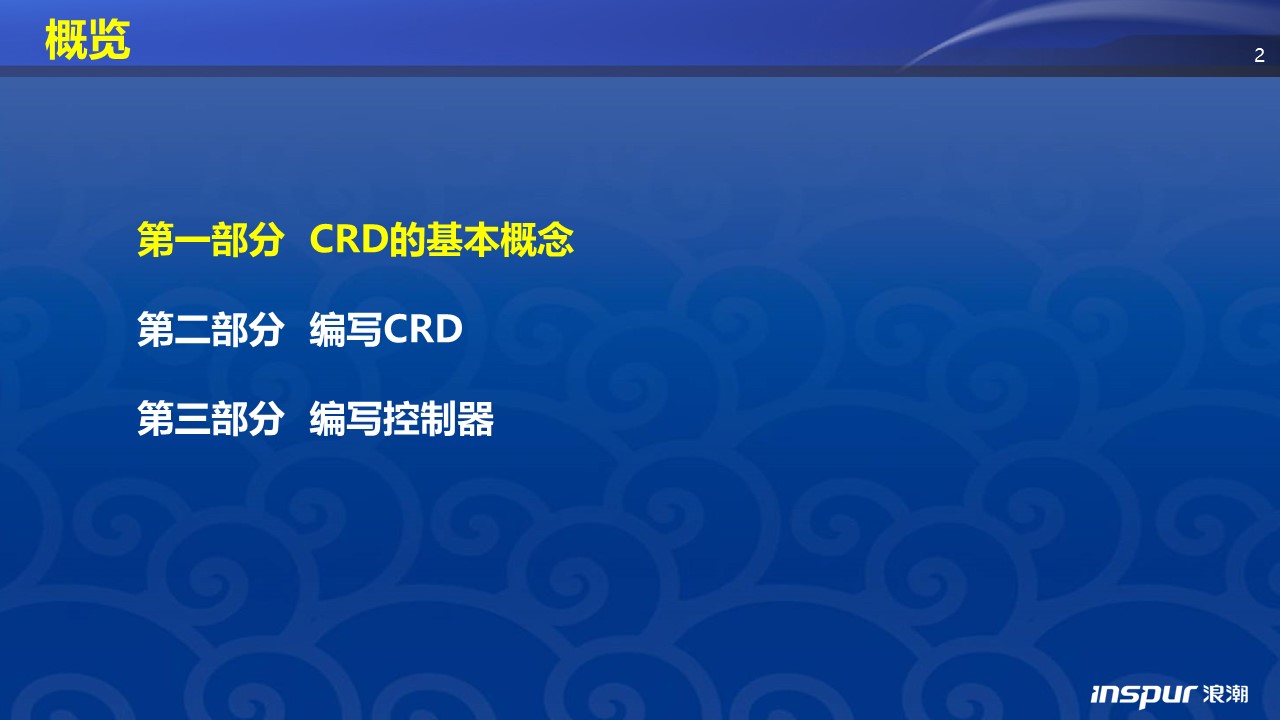 概览
2
第一部分 CRD的基本概念
第二部分 编写CRD
第三部分 编写控制器
inspur 浪潮